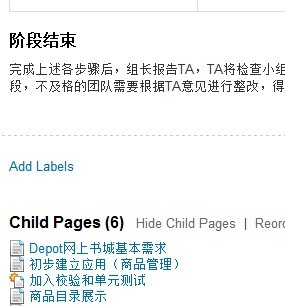 阶段结束
完成上述各步骤后，组长报告TA，TA将检查小组
段，不及格的团队需要根据TA意见进行整改，得
Add Labels
Child Pages (6) Hide Child Pages | Reord
Depot网上书城基本需求
初步建立应用（商品管理）
加入校验和单元测试
商品目录展示